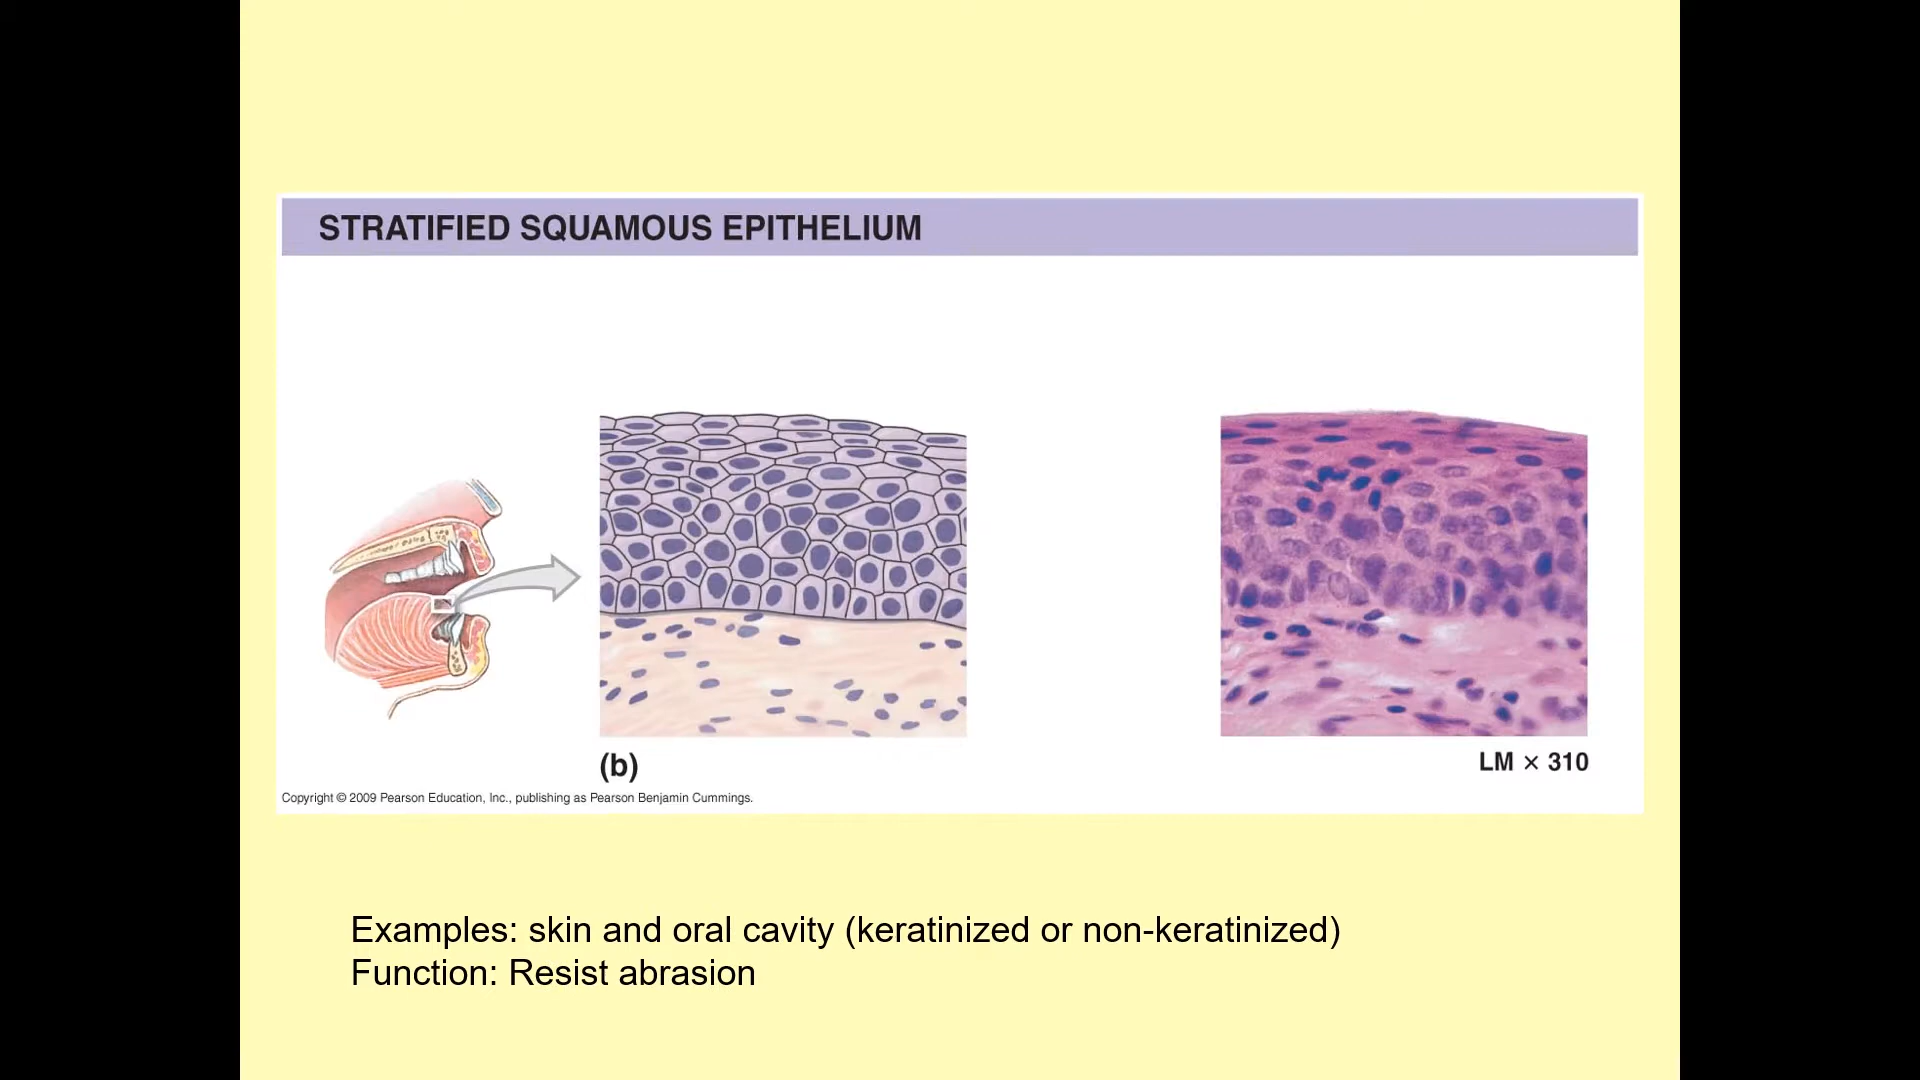 STRATIFIED SQUAMOUS EPITHELIUM
(b)
LM × 310
Copyright © 2009 Pearson Education, Inc., publishing as Pearson Benjamin Cummings.
Examples: skin and oral cavity (keratinized or non-keratinized)
Function: Resist abrasion